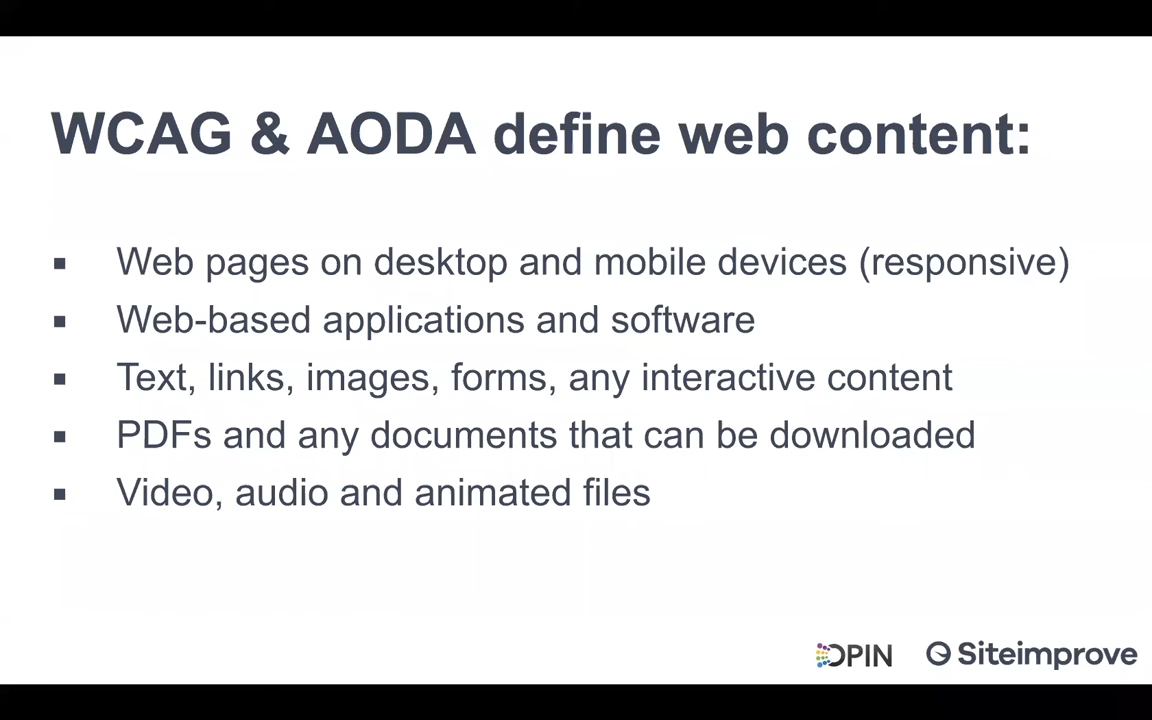 WCAG & AODA define web content:
▪ Web pages on desktop and mobile devices (responsive)
▪ Web-based applications and software
▪ Text, links, images, forms, any interactive content
▪ PDFs and any documents that can be downloaded
▪ Video, audio and animated files
DPIN Siteimprove